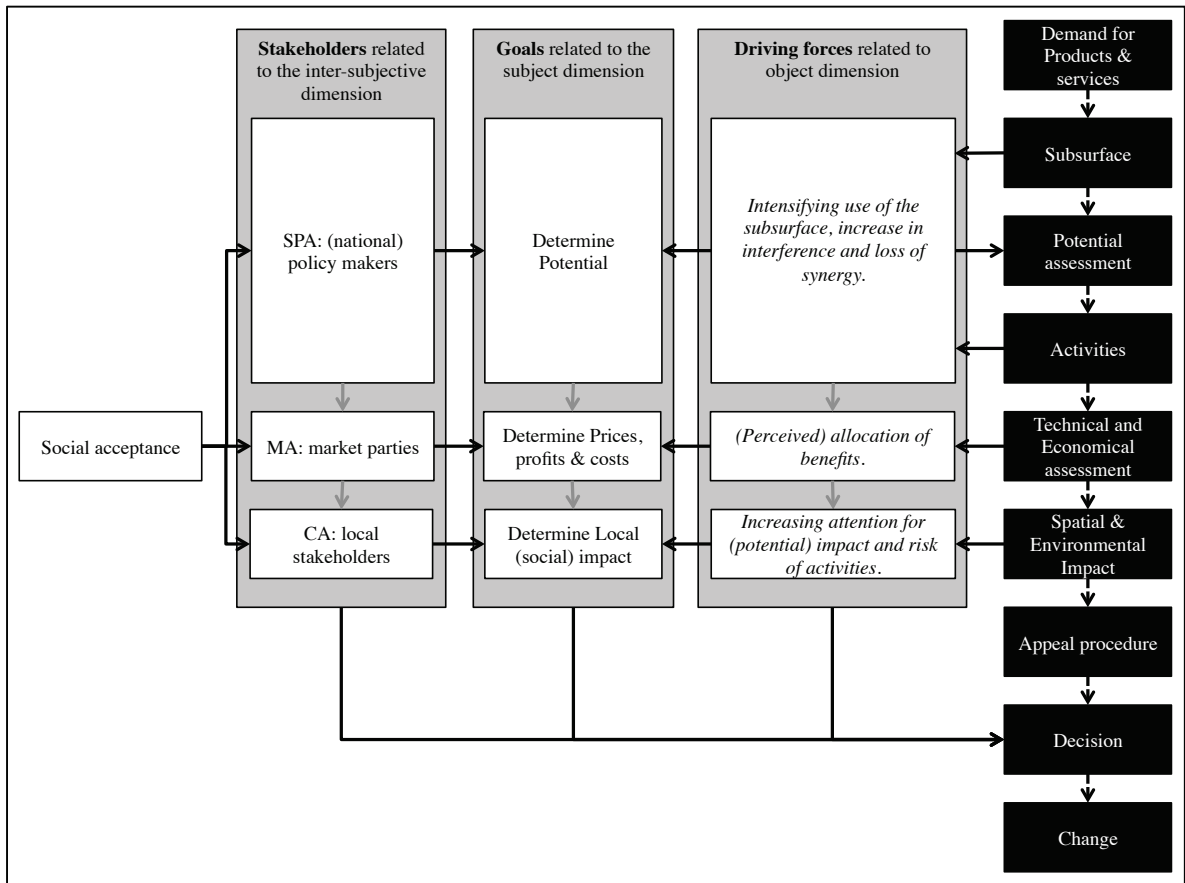 Stakeholders related
to the inter-subjective
dimension
Goals related to the
subject dimension
Driving forces related to
object dimension
Demand for
Products &
services
Subsurface
SPA: (national)
policy makers
Determine
Potential
Intensifying use of the
subsurface, increase in
interference and loss of
synergy.
Potential
assessment
Activities
Social acceptance
MA: market parties
Determine Prices,
profits & costs
(Perceived) allocation of
benefits.
Technical and
Economical
assessment
CA: local
stakeholders
Determine Local
(social) impact
Increasing attention for
(potential) impact and risk
of activities.
Spatial &
Environmental
Impact
Appeal procedure
Decision
Change